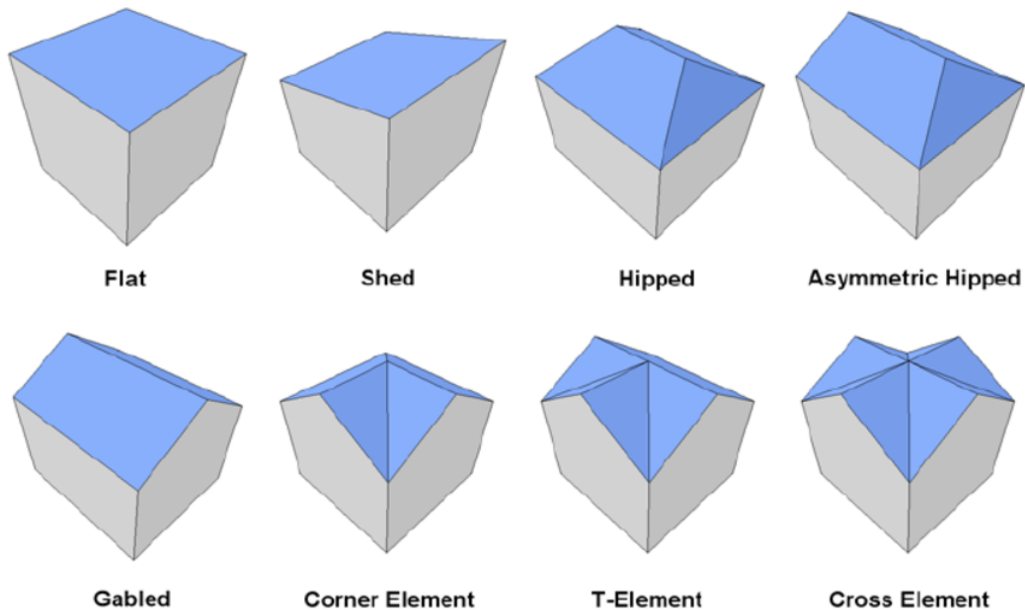 Flat
Shed
Hipped
Asymmetric Hipped
Gabled
Corner Element
T-Element
Cross Element